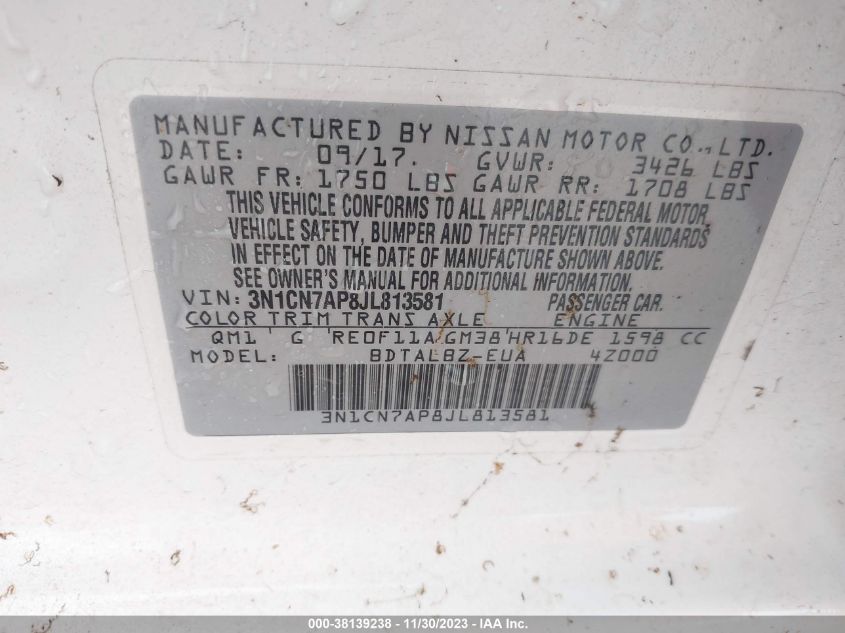 MANUFACTURED BY NISSAN MOTOR CO., LTD.
DATE: 09/17. GVWR: 3426 LBS
GAWR FR: 1750 LBS GAWR RR: 1708 LBS
THIS VEHICLE CONFORMS TO ALL APPLICABLE FEDERAL MOTOR
VEHICLE SAFETY, BUMPER AND THEFT PREVENTION STANDARDS
IN EFFECT ON THE DATE OF MANUFACTURE SHOWN ABOVE.
SEE OWNER'S MANUAL FOR ADDITIONAL INFORMATION.
VIN: 3N1CN7AP8JL813581 PASSENGER CAR.
COLOR TRIM TRANS AXLE ENGINE
QM1 G RE0F11A GM38 HR16DE 1598 CC
MODEL: BDTALBZ-EUA 4Z000
3N1CN7AP8JL813581
000-38139238 - 11/30/2023 - IAA Inc.